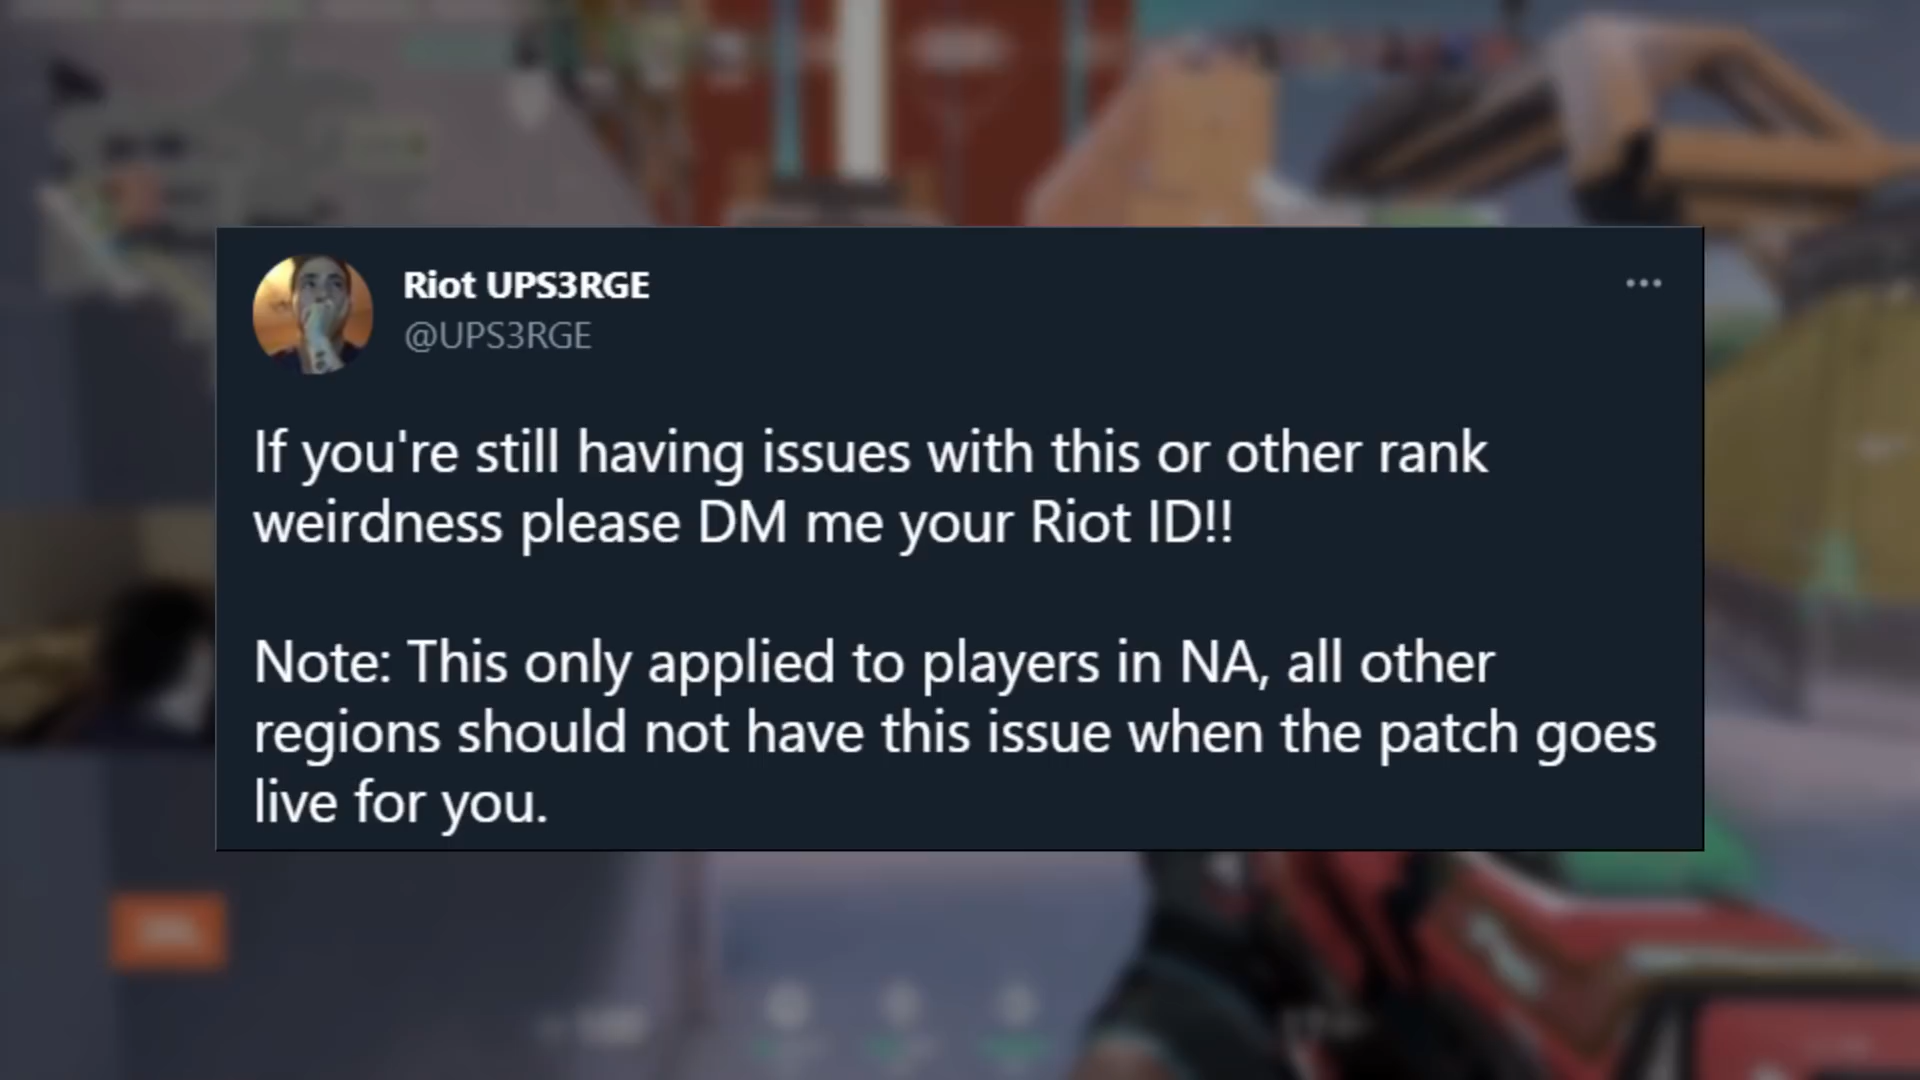 Riot UPS3RGE
@UPS3RGE
If you're still having issues with this or other rank
weirdness please DM me your Riot ID!!
Note: This only applied to players in NA, all other
regions should not have this issue when the patch goes
live for you.